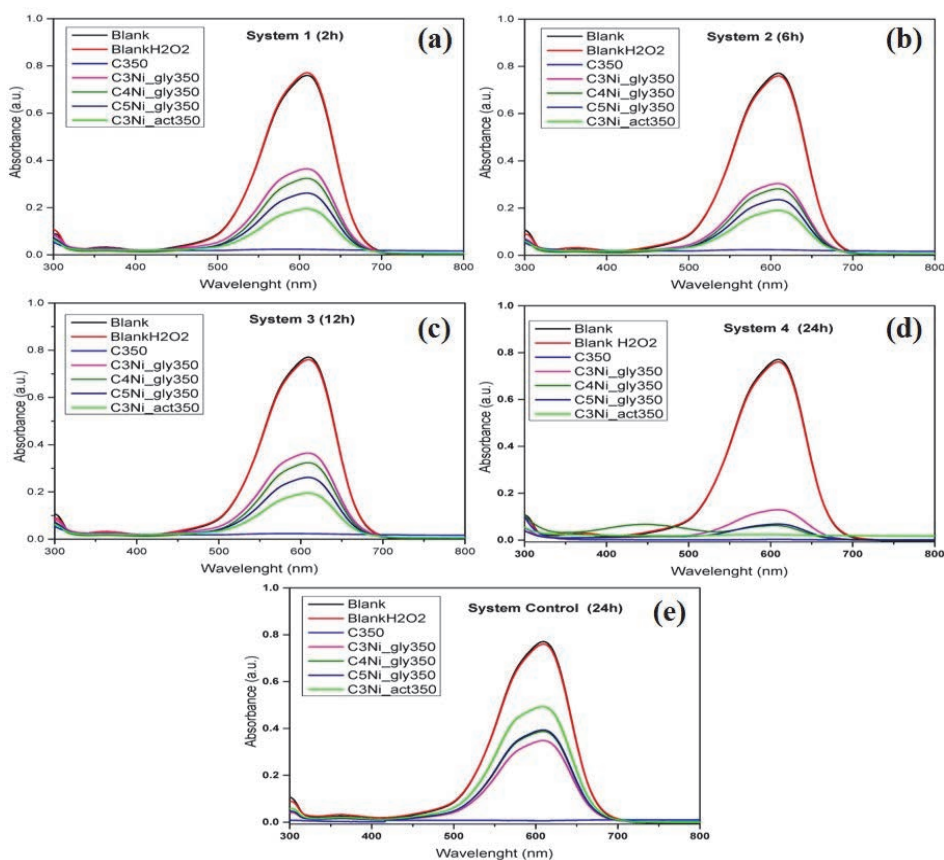 System 1 (2h)
(a)
Blank
BlankH2O2
C350
C3Ni_gly350
C4Ni_gly350
C5Ni_gly350
C3Ni_act350
Absorbance (a.u.)
1.0
0.8
0.6
0.4
0.2
0.0
300 400 500 600 700 800
Wavelenght (nm)
System 2 (6h)
(b)
Blank
BlankH2O2
C350
C3Ni_gly350
C4Ni_gly350
C5Ni_gly350
C3Ni_act350
Absorbance (a.u.)
1.0
0.8
0.6
0.4
0.2
0.0
300 400 500 600 700 800
Wavelenght (nm)
System 3 (12h)
(c)
Blank
BlankH2O2
C350
C3Ni_gly350
C4Ni_gly350
C5Ni_gly350
C3Ni_act350
Absorbance (a.u.)
1.0
0.8
0.6
0.4
0.2
0.0
300 400 500 600 700 800
Wavelenght (nm)
System 4 (24h)
(d)
Blank
Blank H2O2
C350
C3Ni_gly350
C4Ni_gly350
C5Ni_gly350
C3Ni_act350
Absorbance (a.u.)
1.0
0.8
0.6
0.4
0.2
0.0
300 400 500 600 700 800
Wavelenght (nm)
System Control (24h)
(e)
Blank
BlankH2O2
C350
C3Ni_gly350
C4Ni_gly350
C5Ni_gly350
C3Ni_act350
Absorbance (a.u.)
1.0
0.8
0.6
0.4
0.2
0.0
300 400 500 600 700 800
Wavelenght (nm)